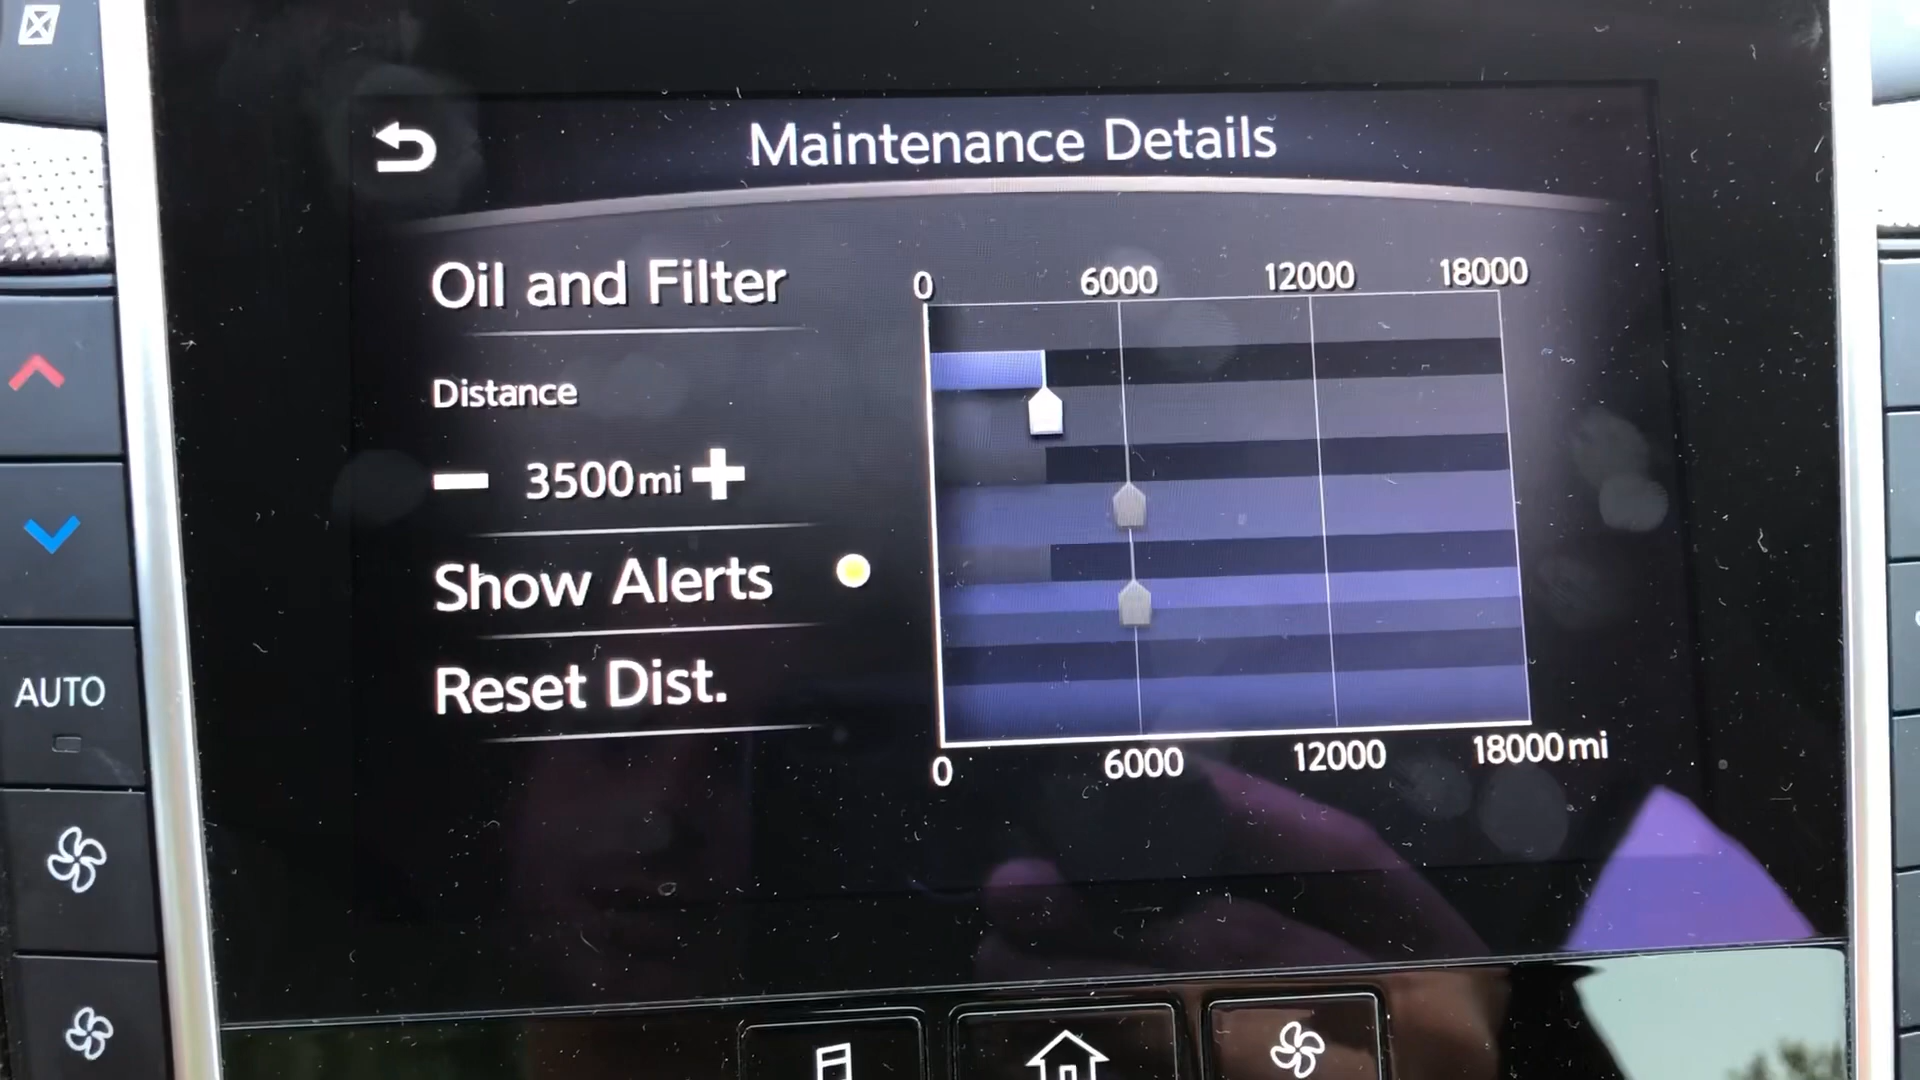 Maintenance Details
Oil and Filter
0 6000 12000 18000
Distance
3500mi
Show Alerts
Reset Dist.
0 6000 12000 18000mi
AUTO